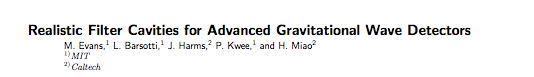 Realistic Filter Cavities for Advanced Gravitational Wave Detectors
M. Evans,¹ L. Barsotti,¹ J. Harms,² P. Kwee,¹ and H. Miao²
¹⁾ MIT
²⁾ Caltech